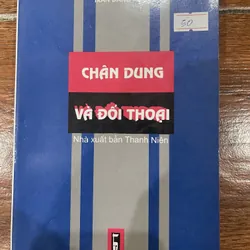 50
CHÂN DUNG
VÀ ĐỐI THOẠI
Nhà xuất bản Thanh Niên